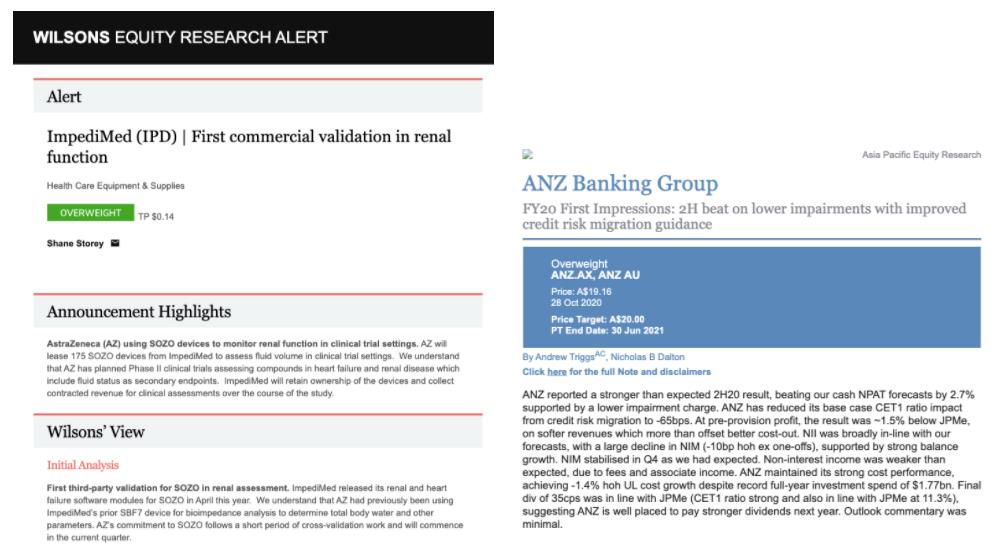 WILSONS EQUITY RESEARCH ALERT
Alert
ImpediMed (IPD) | First commercial validation in renal
function
Health Care Equipment & Supplies
OVERWEIGHT TP $0.14
Shane Storey
Announcement Highlights
AstraZeneca (AZ) using SOZO devices to monitor renal function in clinical trial settings. AZ will
lease 175 SOZO devices from ImpediMed to assess fluid volume in clinical trial settings. We understand
that AZ has planned Phase II clinical trials assessing compounds in heart failure and renal disease which
include fluid status as secondary endpoints. ImpediMed will retain ownership of the devices and collect
contracted revenue for clinical assessments over the course of the study.
Wilsons' View
Initial Analysis
First third-party validation for SOZO in renal assessment. ImpediMed released its renal and heart
failure software modules for SOZO in April this year. We understand that AZ had previously been using
ImpediMed's prior SBF7 device for bioimpedance analysis to determine total body water and other
parameters. AZ's commitment to SOZO follows a short period of cross-validation work and will commence
in the current quarter.
Asia Pacific Equity Research
ANZ Banking Group
FY20 First Impressions: 2H beat on lower impairments with improved
credit risk migration guidance
Overweight
ANZ.AX, ANZ AU
Price: A$19.16
28 Oct 2020
Price Target: A$20.00
PT End Date: 30 Jun 2021
By Andrew Triggs AC, Nicholas B Dalton
Click here for the full Note and disclaimers
ANZ reported a stronger than expected 2H20 result, beating our cash NPAT forecasts by 2.7%
supported by a lower impairment charge. ANZ has reduced its base case CET1 ratio impact
from credit risk migration to -65bps. At pre-provision profit, the result was ~1.5% below JPMe,
on softer revenues which more than offset better cost-out. NII was broadly in-line with our
forecasts, with a large decline in NIM (-10bp hoh ex one-offs), supported by strong balance
growth. NIM stabilised in Q4 as we had expected. Non-interest income was weaker than
expected, due to fees and associate income. ANZ maintained its strong cost performance,
achieving -1.4% hoh UL cost growth despite record full-year investment spend of $1.77bn. Final
div of 35cps was in line with JPMe (CET1 ratio strong and also in line with JPMe at 11.3%),
suggesting ANZ is well placed to pay stronger dividends next year. Outlook commentary was
minimal.